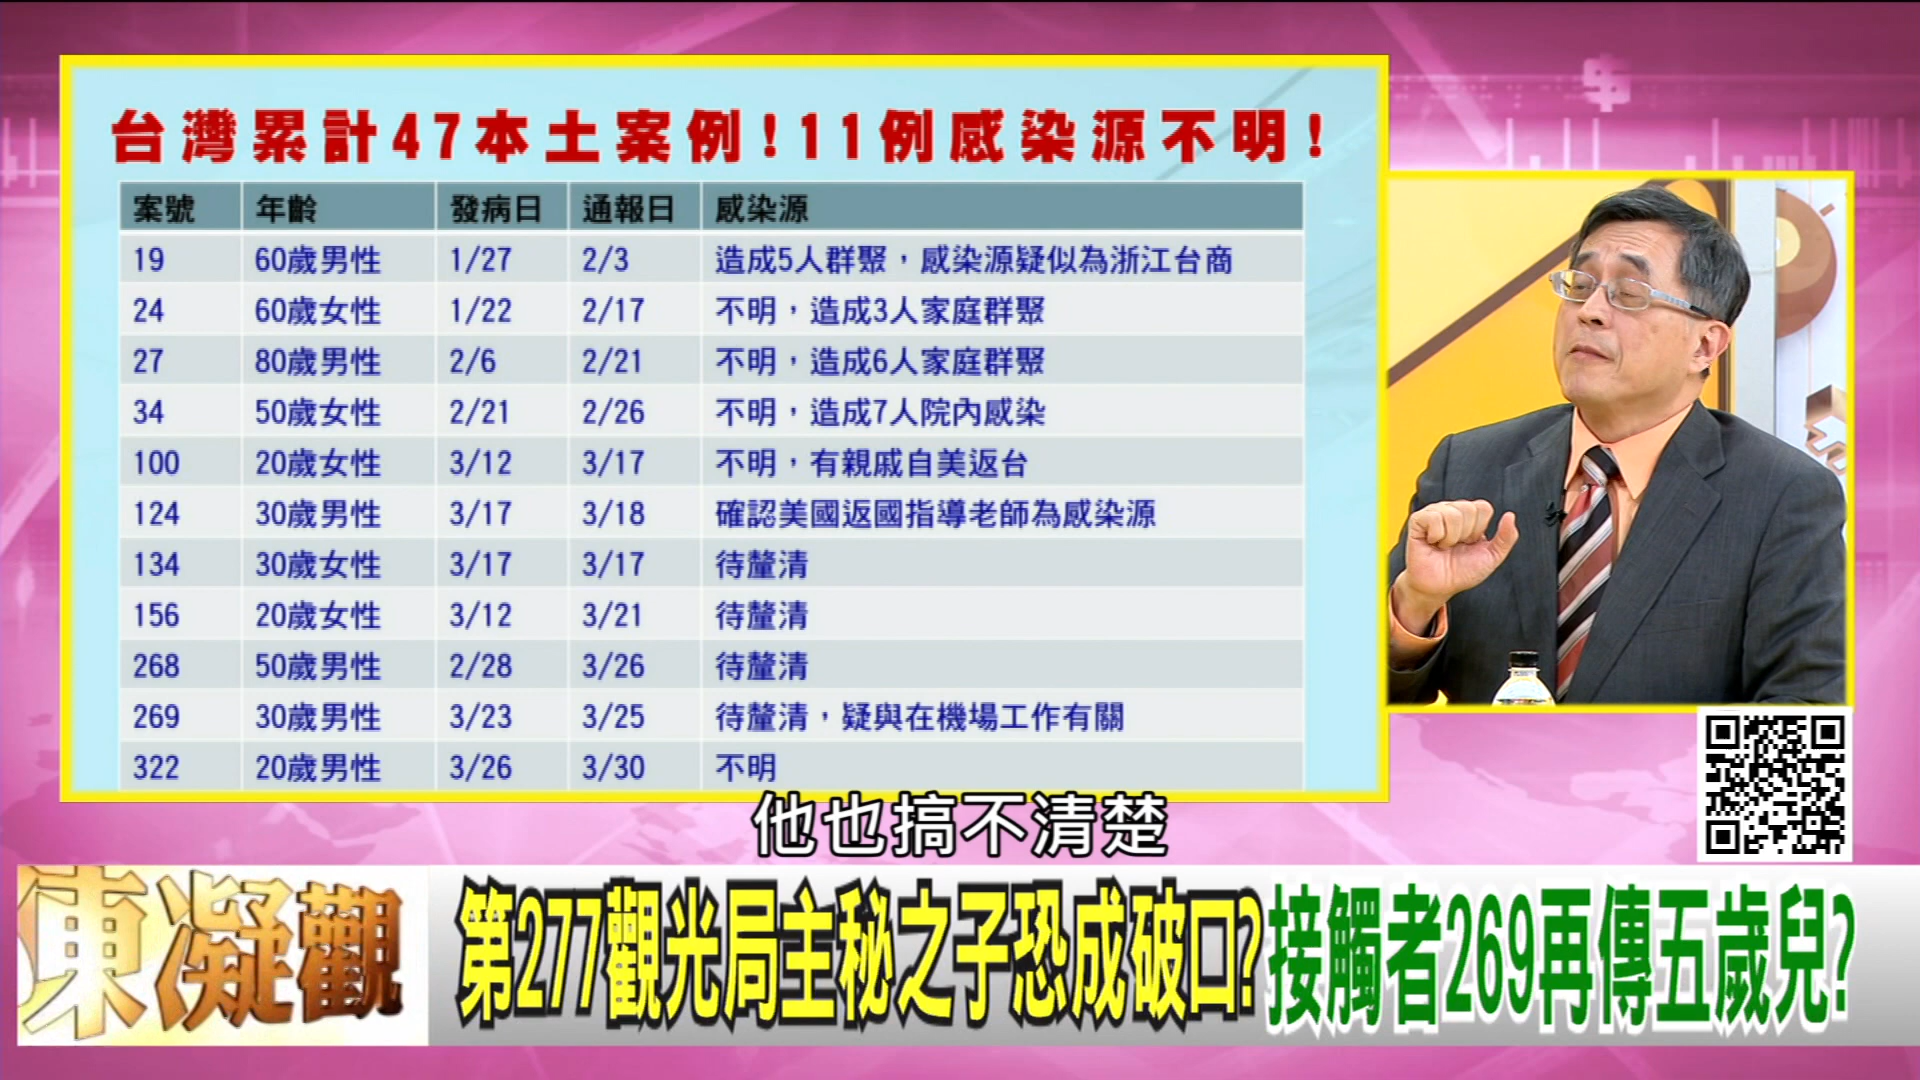 台灣累計47本土案例!11例感染源不明!
案號 年齡 發病日 通報日 感染源
19 60歲男性 1/27 2/3 造成5人群聚，感染源疑似為浙江台商
24 60歲女性 1/22 2/17 不明，造成3人家庭群聚
27 80歲男性 2/6 2/21 不明，造成6人家庭群聚
34 50歲女性 2/21 2/26 不明，造成7人院內感染
100 20歲女性 3/12 3/17 不明，有親戚自美返台
124 30歲男性 3/17 3/18 確認美國返國指導老師為感染源
134 30歲女性 3/17 3/17 待釐清
156 20歲女性 3/12 3/21 待釐清
268 50歲男性 2/28 3/26 待釐清
269 30歲男性 3/23 3/25 待釐清，疑與在機場工作有關
322 20歲男性 3/26 3/30 不明
他也搞不清楚
陳凝觀
第277觀光局主秘之子恐成破口?接觸者269再傳五歲兒?